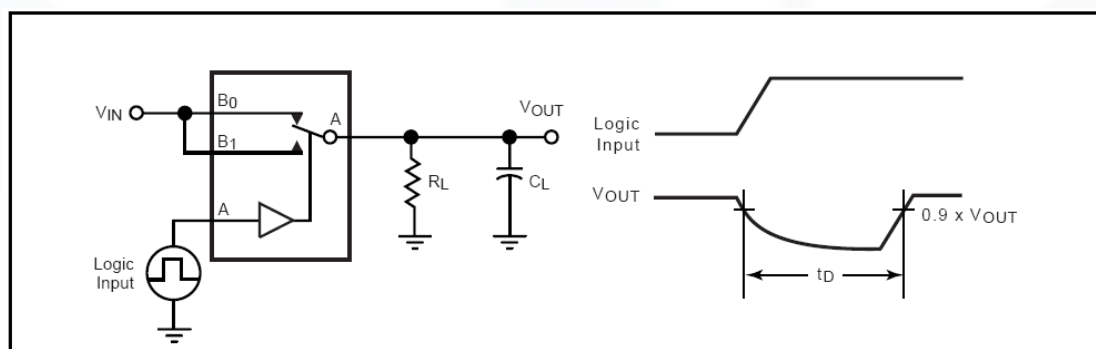 VIN
B0
B1
A
VOUT
RL
CL
A
Logic
Input
Logic
Input
VOUT
0.9 x VOUT
tD